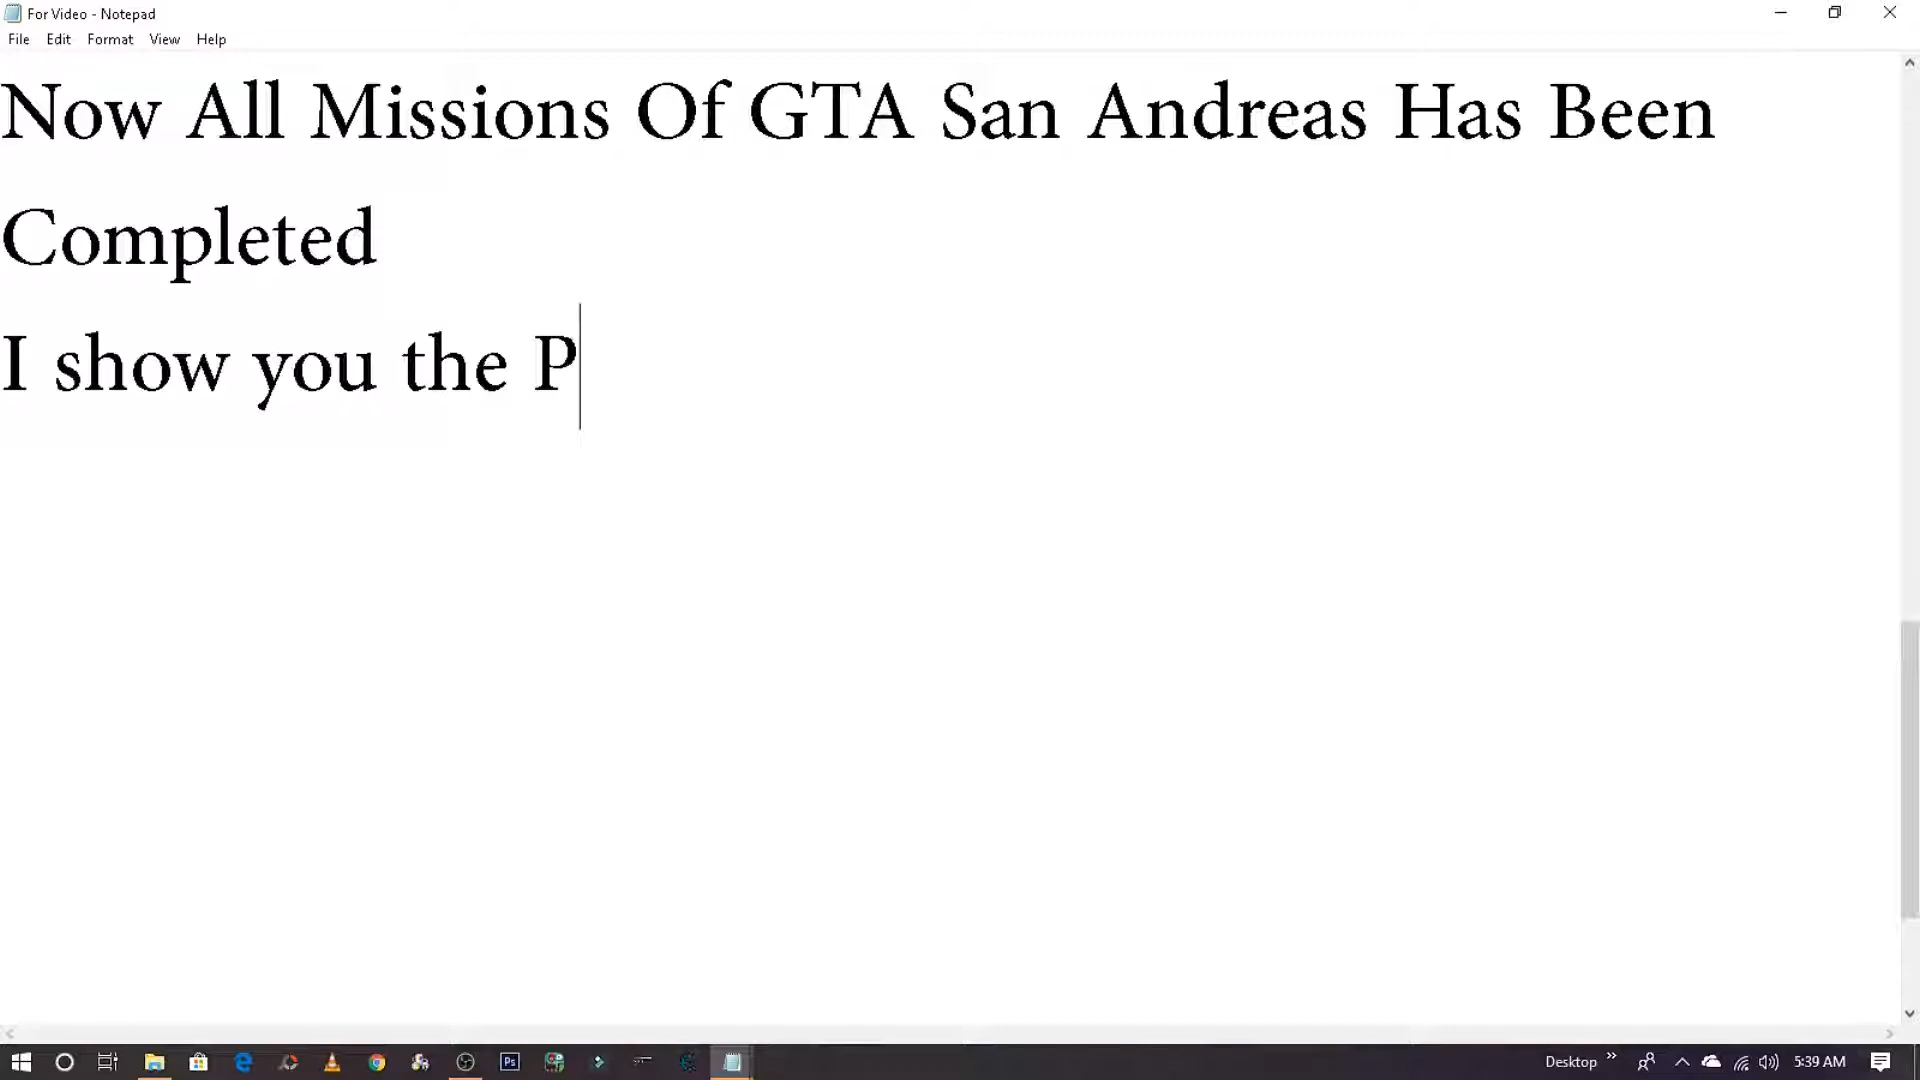 For Video - Notepad
File Edit Format View Help
Now All Missions Of GTA San Andreas Has Been
Completed
I show you the P
Ps
Desktop
5:39 AM